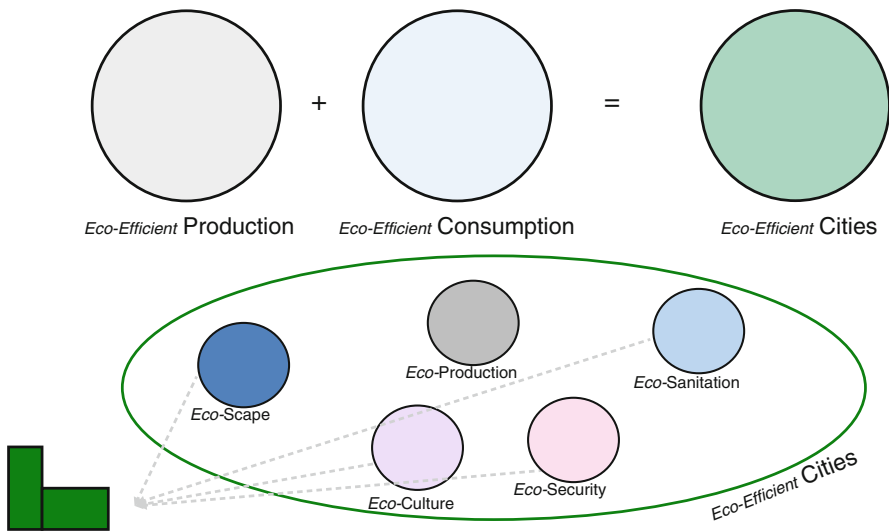 +
=
Eco-Efficient Production
Eco-Efficient Consumption
Eco-Efficient Cities
Eco-Production
Eco-Sanitation
Eco-Scape
Eco-Culture
Eco-Security
Eco-Efficient Cities